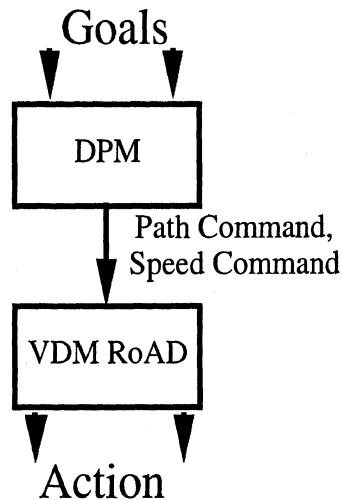 Goals
DPM
Path Command,
Speed Command
VDM RoAD
Action